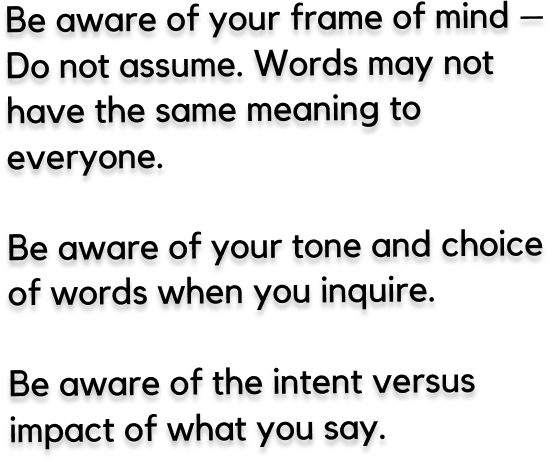 Be aware of your frame of mind –
Do not assume. Words may not
have the same meaning to
everyone.
Be aware of your tone and choice
of words when you inquire.
Be aware of the intent versus
impact of what you say.